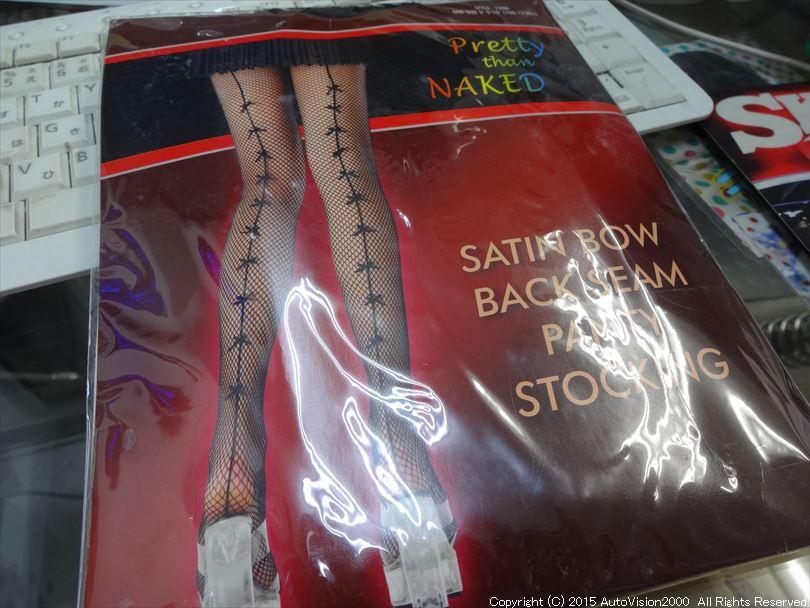 Pretty
than
NAKED
SATIN BOW
BACK SEAM
PANTY
STOCKING
Copyright (C) 2015 AutoVision2000 All Rights Reserved